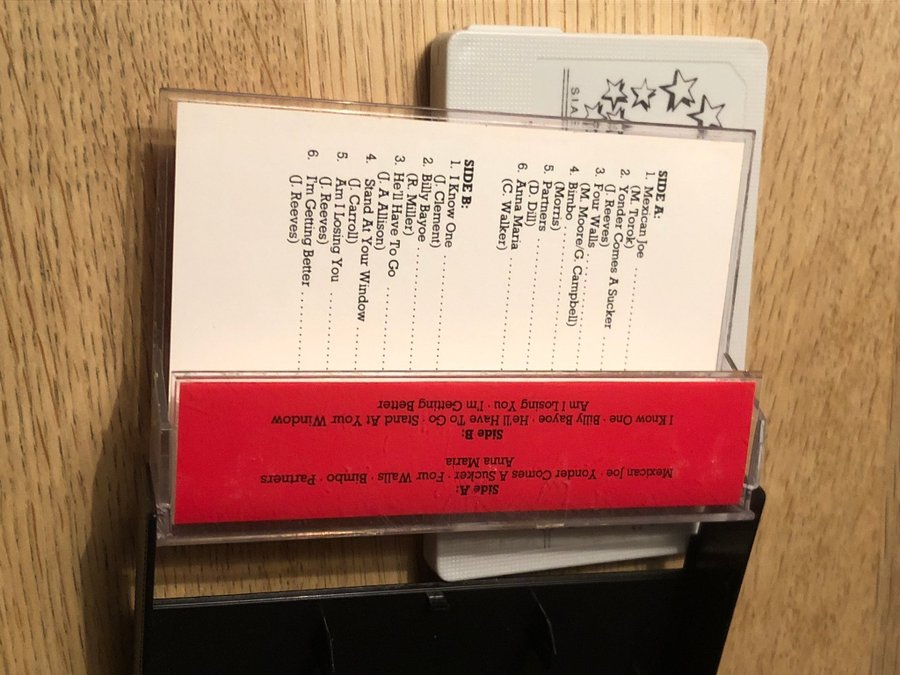 SIDE A:
1. Mexican Joe
(M. Torok)
2. Yonder Comes A Sucker
(J. Reeves)
3. Four Walls
(M. Moore/G. Campbell)
4. Bimbo
(Morris)
5. Partners
(D. Dill)
6. Anna Maria
(C. Walker)
SIDE B:
1. I Know One
(J. Clement)
2. Billy Bayoe
(R. Miller)
3. He'll Have To Go
(J. A Allison)
4. Stand At Your Window
(J. Carroll)
5. Am I Losing You
(J. Reeves)
6. I'm Getting Better
(J. Reeves)
Side A:
Mexican Joe · Yonder Comes A Sucker · Four Walls · Bimbo · Partners
Anna Maria
Side B:
I Know One · Billy Bayoe · He'll Have To Go · Stand At Your Window
Am I Losing You · I'm Getting Better